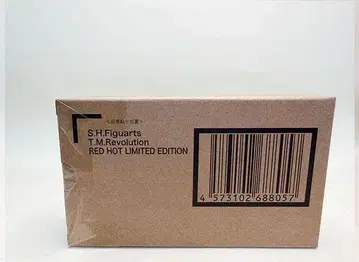 S.H.Figuarts
T.M.Revolution
RED HOT LIMITED EDITION
4 573102 688057